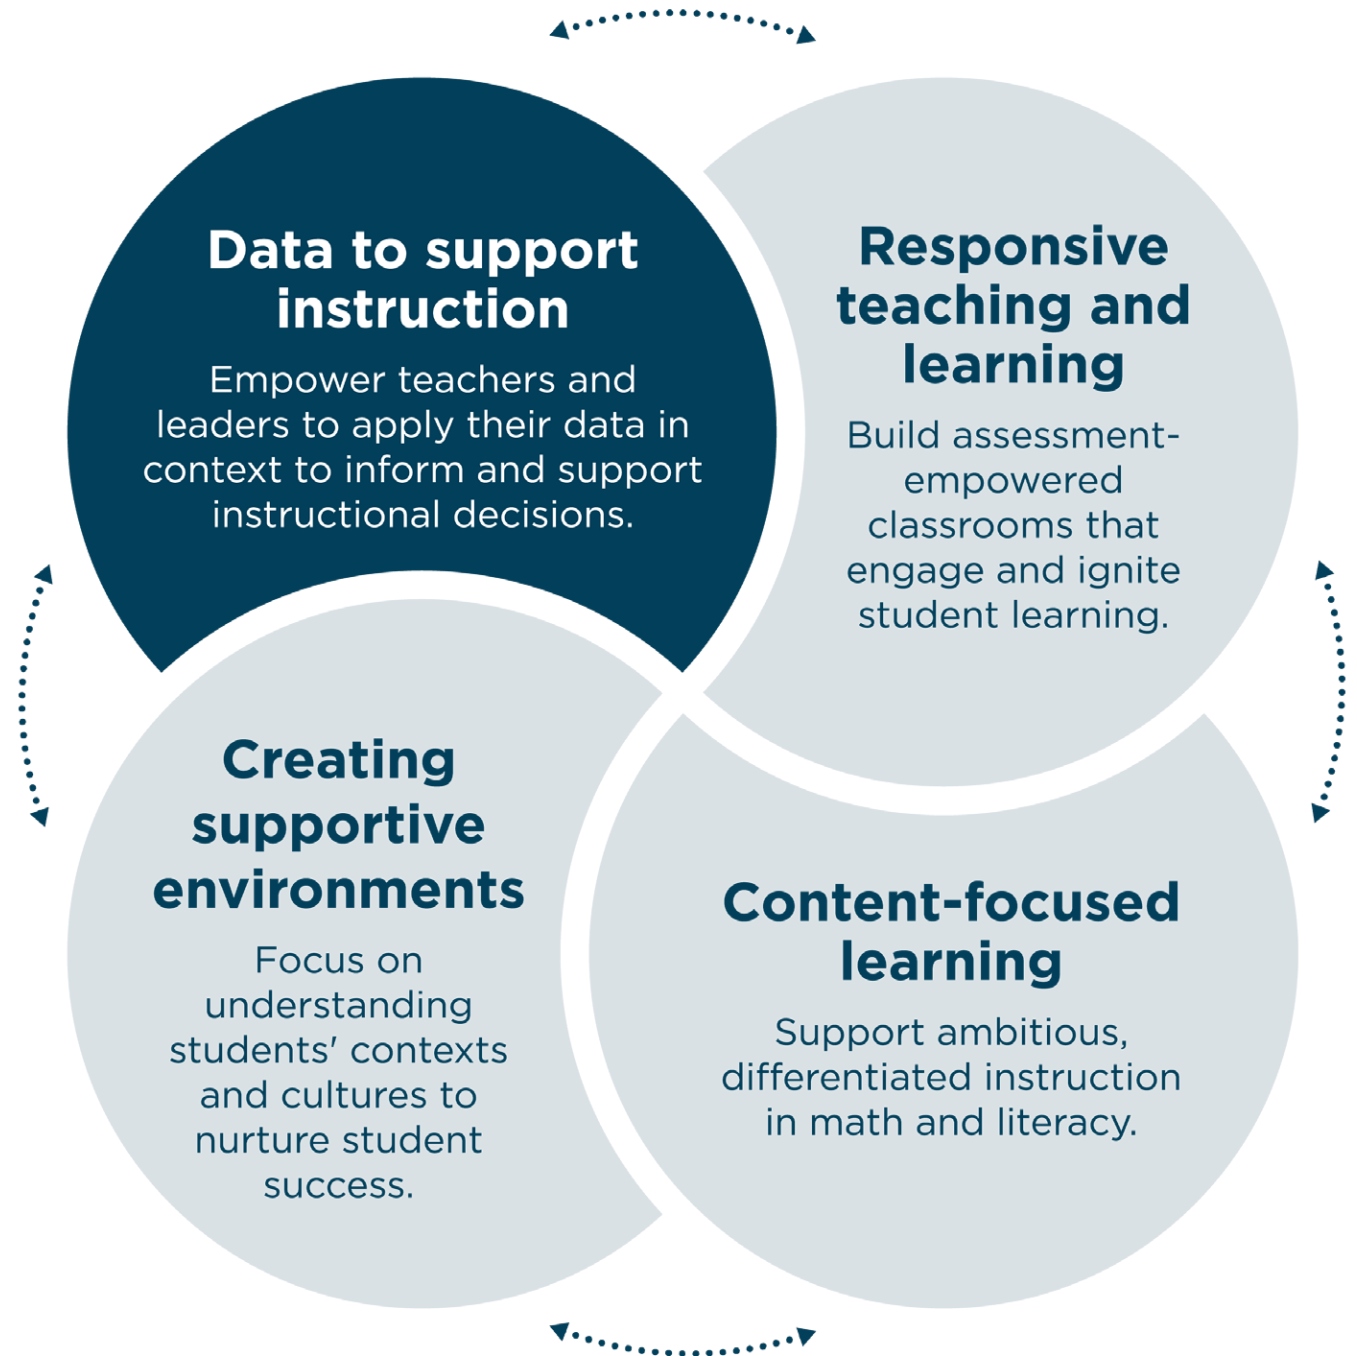 Data to support
instruction
Empower teachers and
leaders to apply their data in
context to inform and support
instructional decisions.
Responsive
teaching and
learning
Build assessment-
empowered
classrooms that
engage and ignite
student learning.
Creating
supportive
environments
Focus on
understanding
students' contexts
and cultures to
nurture student
success.
Content-focused
learning
Support ambitious,
differentiated instruction
in math and literacy.